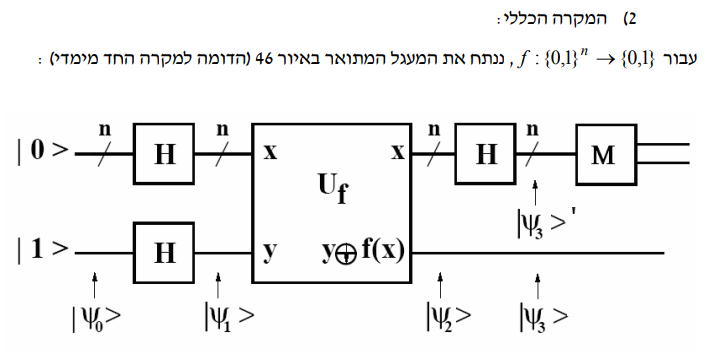 2) המקרה הכללי:
עבור f : {0,1}ⁿ → {0,1} , ננתח את המעגל המתואר באיור 46 (הדומה למקרה החד מימדי) :
n n n n
| 0 > H x x H M
U_f
|ψ₃ > '
| 1 > H y y⊕f(x)
|ψ₀> |ψ₁ > |ψ₂ > |ψ₃ >